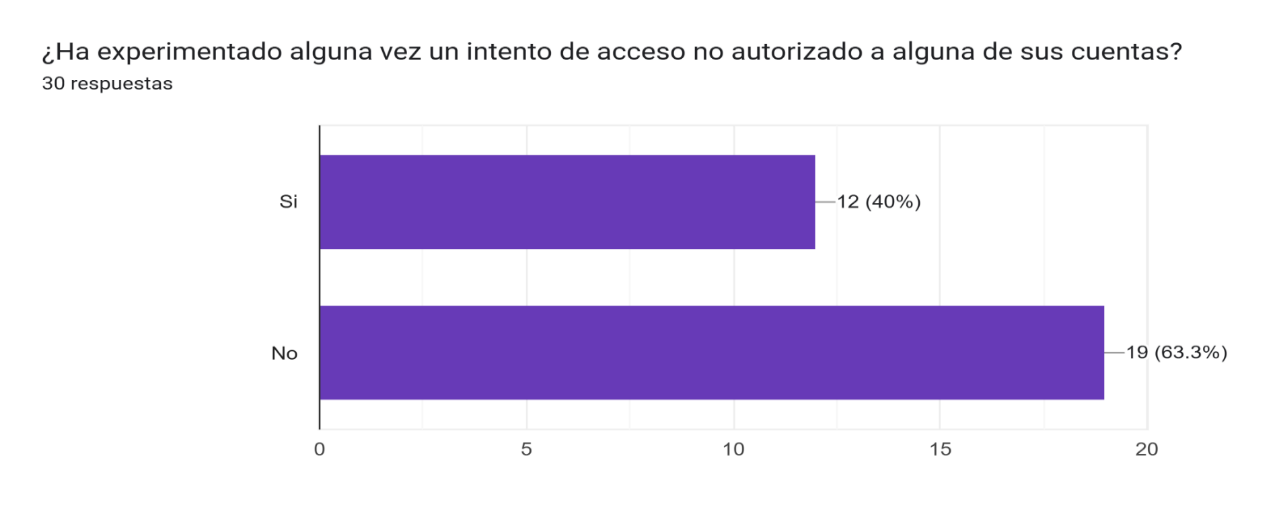 ¿Ha experimentado alguna vez un intento de acceso no autorizado a alguna de sus cuentas?
30 respuestas
Si
12 (40%)
No
19 (63.3%)
0
5
10
15
20